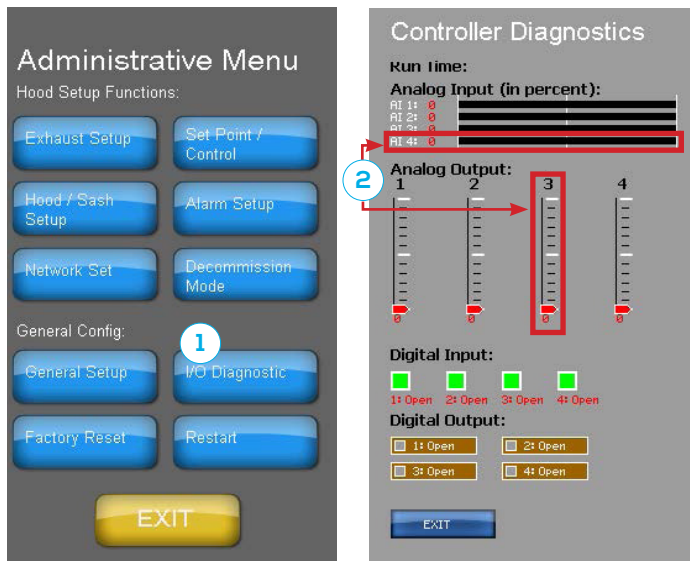 Administrative Menu
Hood Setup Functions:
Exhaust Setup
Set Point /
Control
Hood / Sash
Setup
Alarm Setup
Network Set
Decommission
Mode
General Config:
1
General Setup
I/O Diagnostic
Factory Reset
Restart
EXIT
Controller Diagnostics
Run Time:
Analog Input (in percent):
AI 1: 0
AI 2: 0
AI 3: 0
AI 4: 0
2
Analog Output:
1 2 3 4
0 0 0 0
Digital Input:
1: Open 2: Open 3: Open 4: Open
Digital Output:
1: Open 2: Open
3: Open 4: Open
EXIT